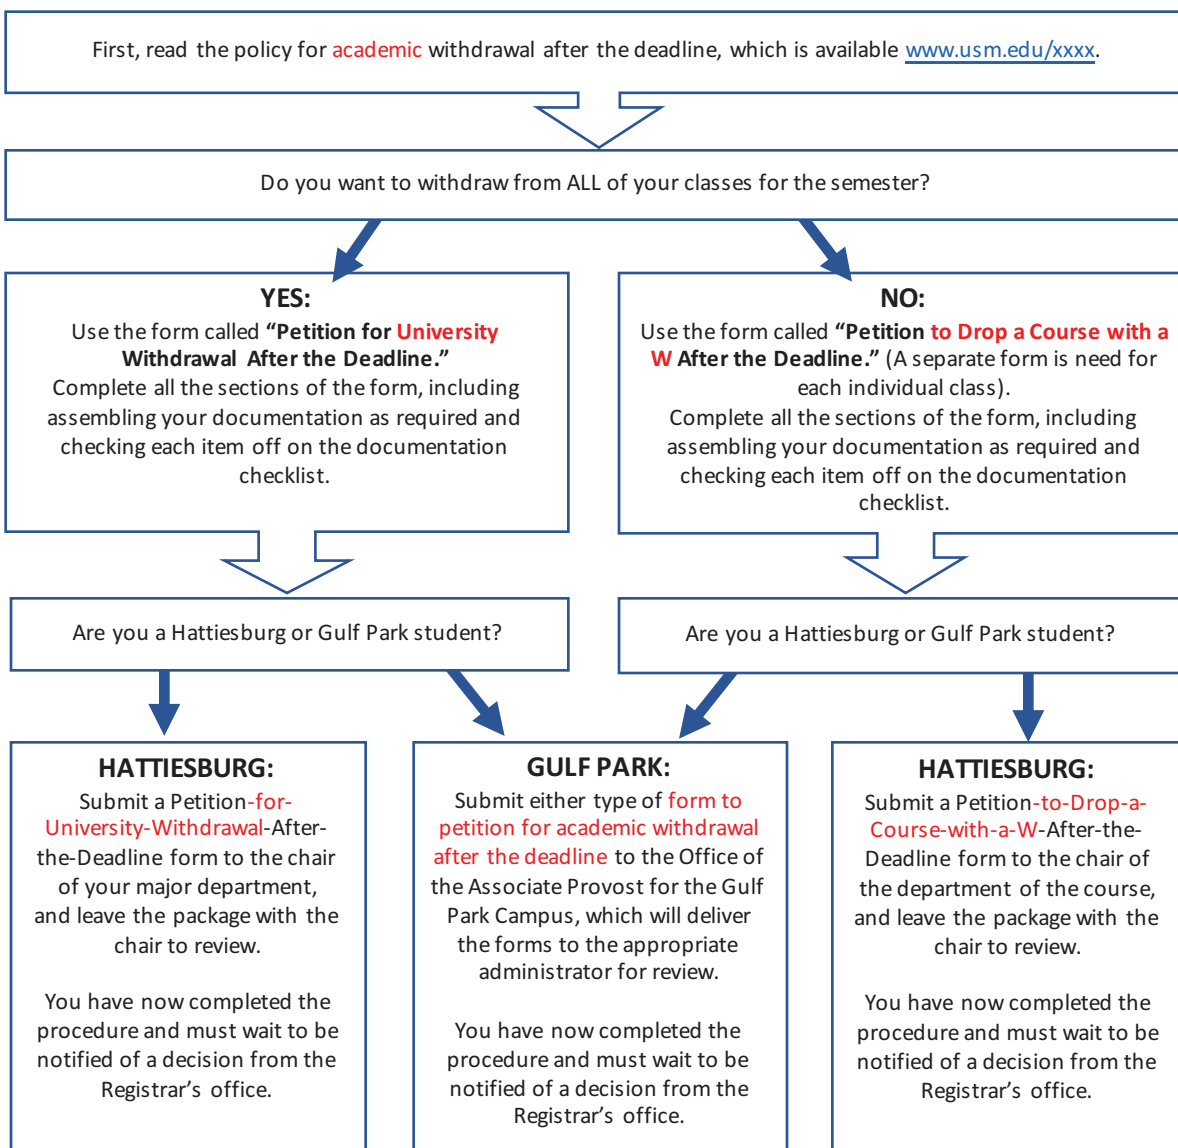 First, read the policy for academic withdrawal after the deadline, which is available www.usm.edu/xxxx.
Do you want to withdraw from ALL of your classes for the semester?
YES:
Use the form called “Petition for University
Withdrawal After the Deadline.”
Complete all the sections of the form, including
assembling your documentation as required and
checking each item off on the documentation
checklist.
NO:
Use the form called “Petition to Drop a Course with a
W After the Deadline.” (A separate form is need for
each individual class).
Complete all the sections of the form, including
assembling your documentation as required and
checking each item off on the documentation
checklist.
Are you a Hattiesburg or Gulf Park student?
Are you a Hattiesburg or Gulf Park student?
HATTIESBURG:
Submit a Petition-for-
University-Withdrawal-After-
the-Deadline form to the chair
of your major department,
and leave the package with the
chair to review.
You have now completed the
procedure and must wait to be
notified of a decision from the
Registrar’s office.
GULF PARK:
Submit either type of form to
petition for academic withdrawal
after the deadline to the Office of
the Associate Provost for the Gulf
Park Campus, which will deliver
the forms to the appropriate
administrator for review.
You have now completed the
procedure and must wait to be
notified of a decision from the
Registrar’s office.
HATTIESBURG:
Submit a Petition-to-Drop-a-
Course-with-a-W-After-the-
Deadline form to the chair of
the department of the course,
and leave the package with the
chair to review.
You have now completed the
procedure and must wait to be
notified of a decision from the
Registrar’s office.